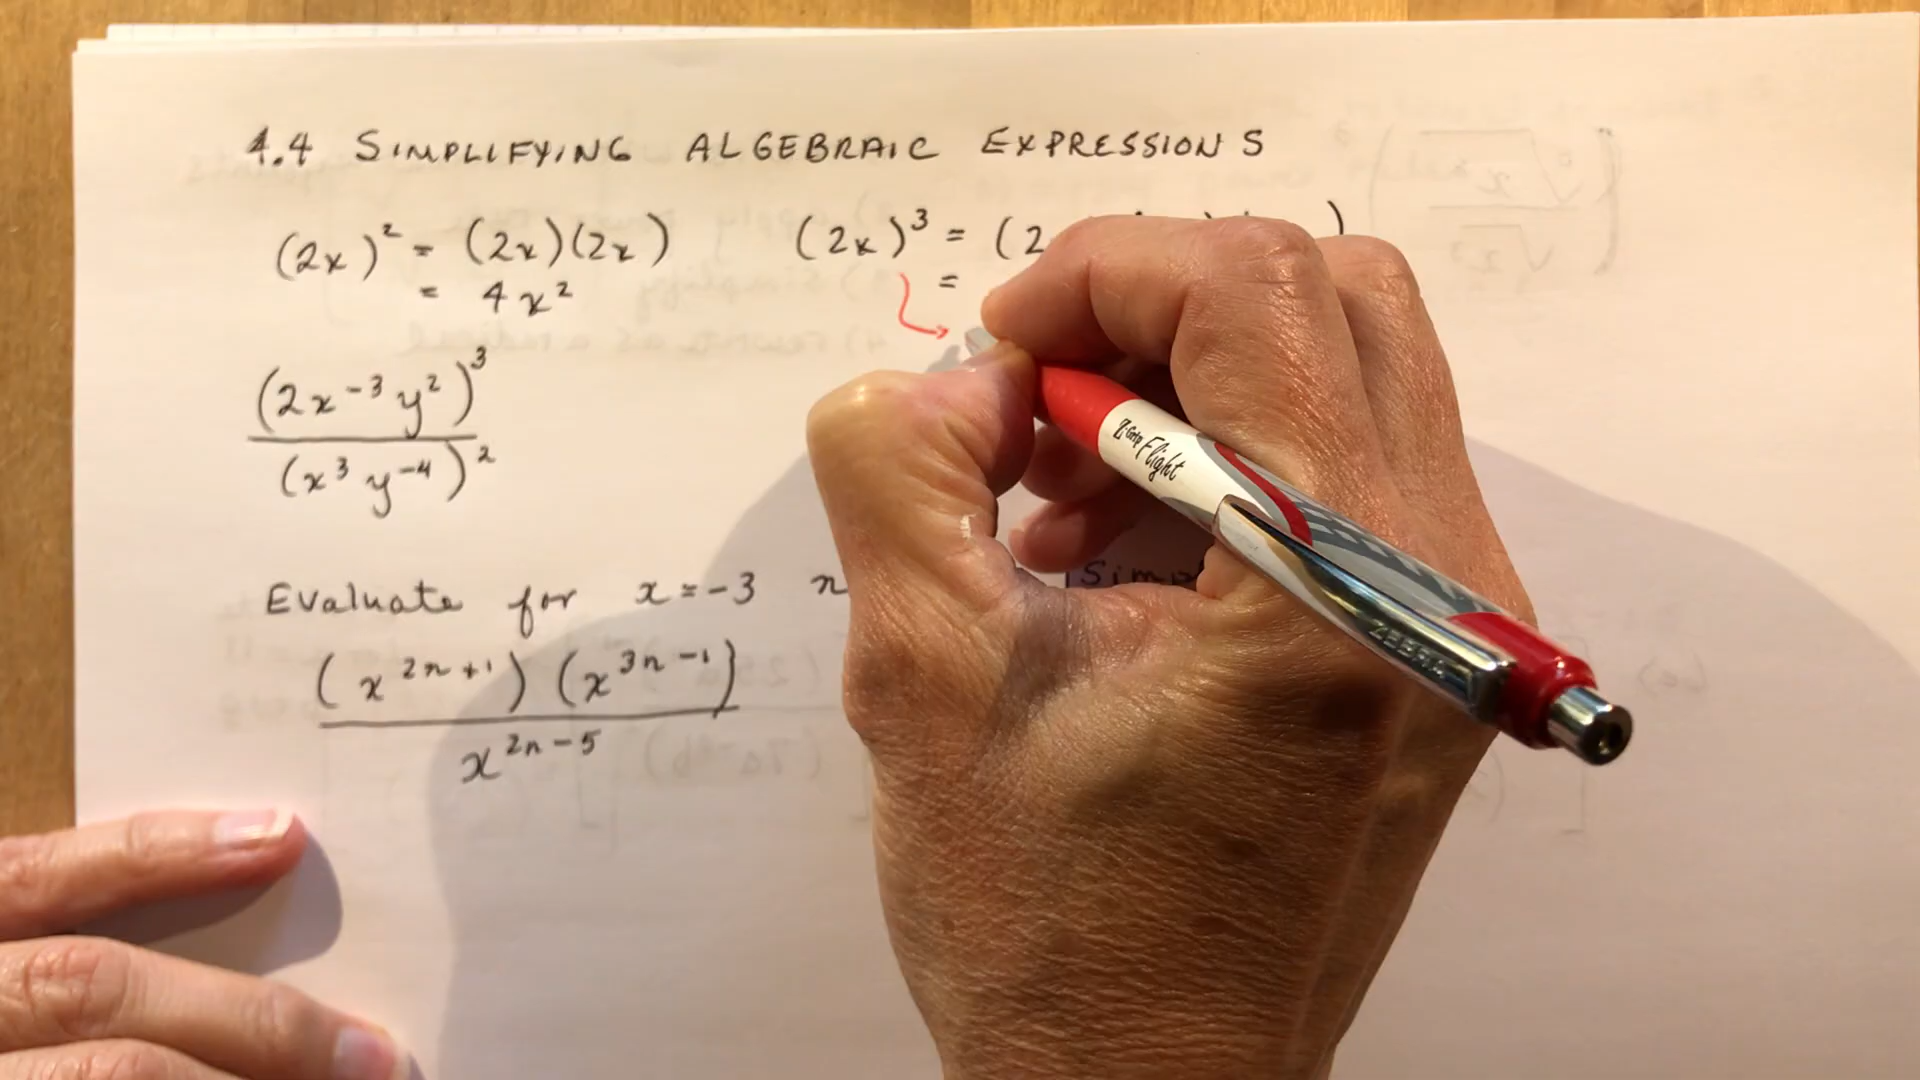 4.4 SIMPLIFYING ALGEBRAIC EXPRESSIONS
(2x)² = (2x)(2x) (2x)³ = (2
= 4x² =
(2x⁻³y²)³
(x³y⁻⁴)²
Evaluate for x = -3 n
Simpl
(x²ⁿ⁺¹)(x³ⁿ⁻¹)
x²ⁿ⁻⁵
Z-Grip Flight
ZEBRA